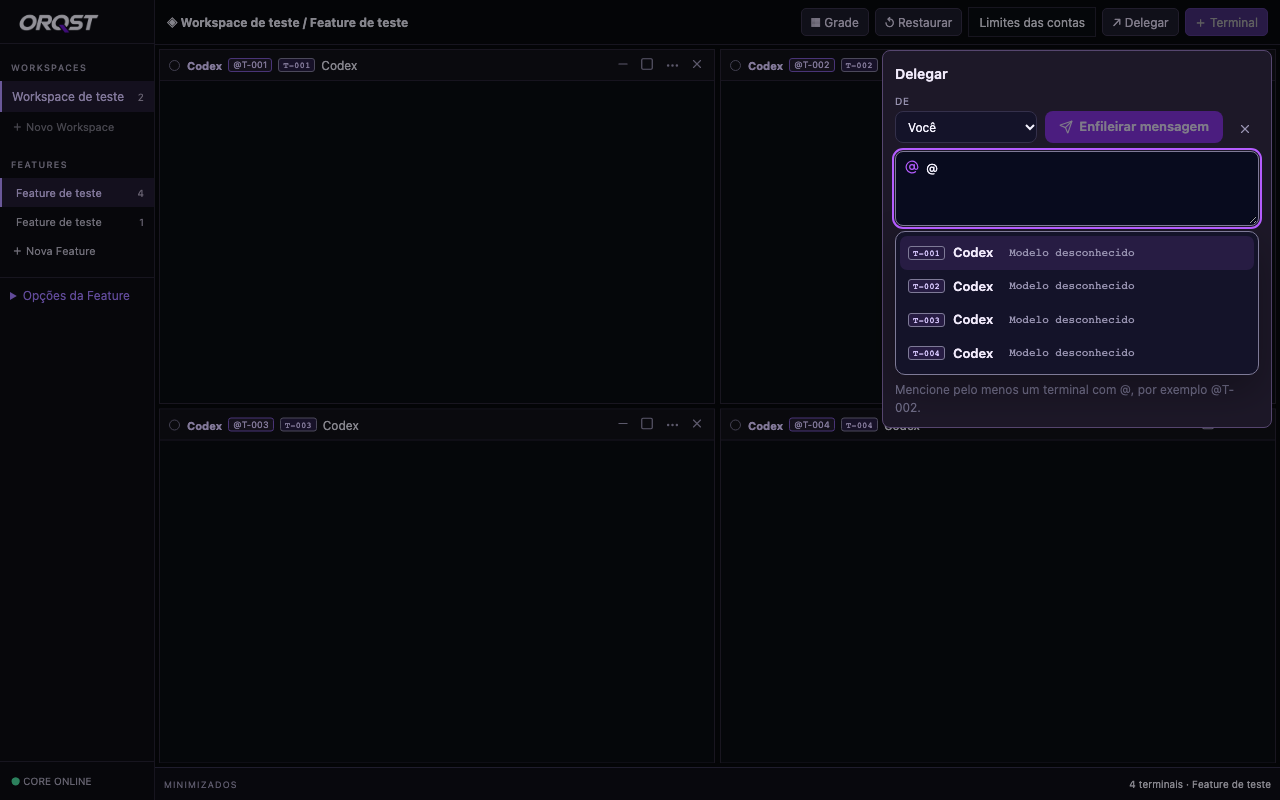 ORQST
WORKSPACES
Workspace de teste 2
+ Novo Workspace
FEATURES
Feature de teste 4
Feature de teste 1
+ Nova Feature
Opções da Feature
CORE ONLINE
Workspace de teste / Feature de teste
Grade
Restaurar
Limites das contas
Delegar
+ Terminal
Codex @T-001 T-001 Codex
Codex @T-002 T-002
Delegar
DE
Você
Enfileirar mensagem
@ @
T-001 Codex Modelo desconhecido
T-002 Codex Modelo desconhecido
T-003 Codex Modelo desconhecido
T-004 Codex Modelo desconhecido
Mencione pelo menos um terminal com @, por exemplo @T-
002.
Codex @T-003 T-003 Codex
Codex @T-004 T-004 Codex
MINIMIZADOS
4 terminais · Feature de teste